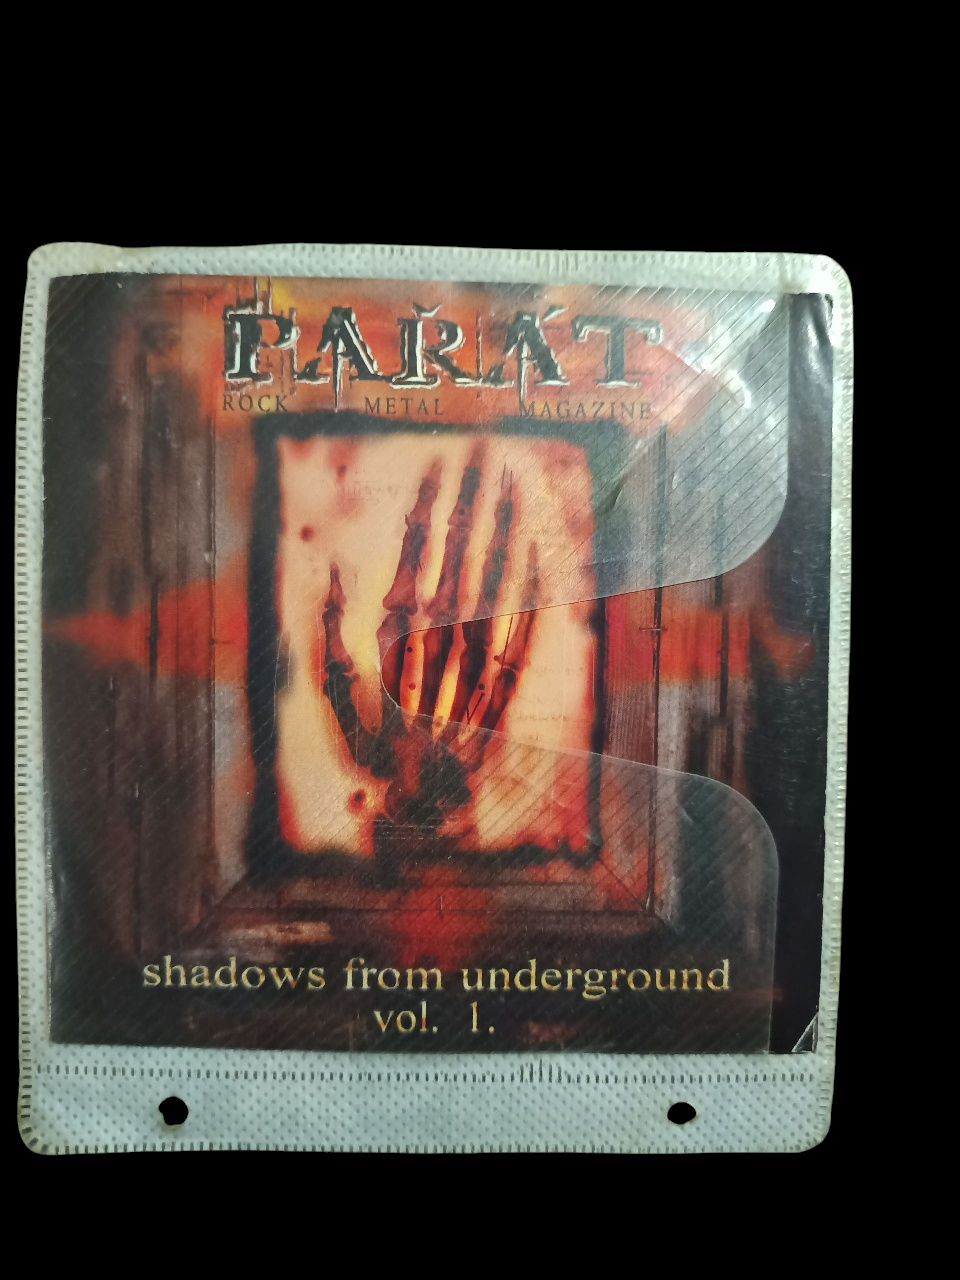 PAŘÁT
ROCK METAL MAGAZINE
shadows from underground
vol. 1.